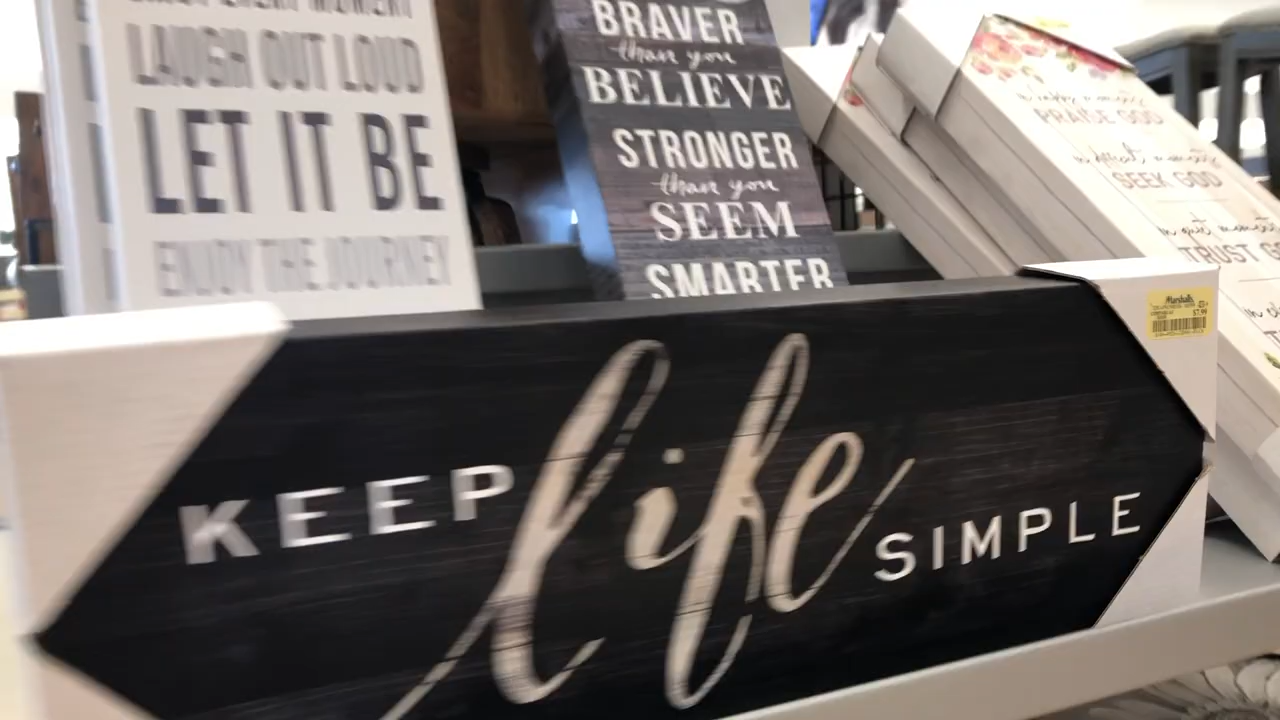 LAUGH OUT LOUD
LET IT BE
ENJOY THE JOURNEY
BRAVER
than you
BELIEVE
STRONGER
than you
SEEM
SMARTER
PRAISE GOD
SEEK GOD
TRUST
KEEP life SIMPLE
Marshalls
$7.99